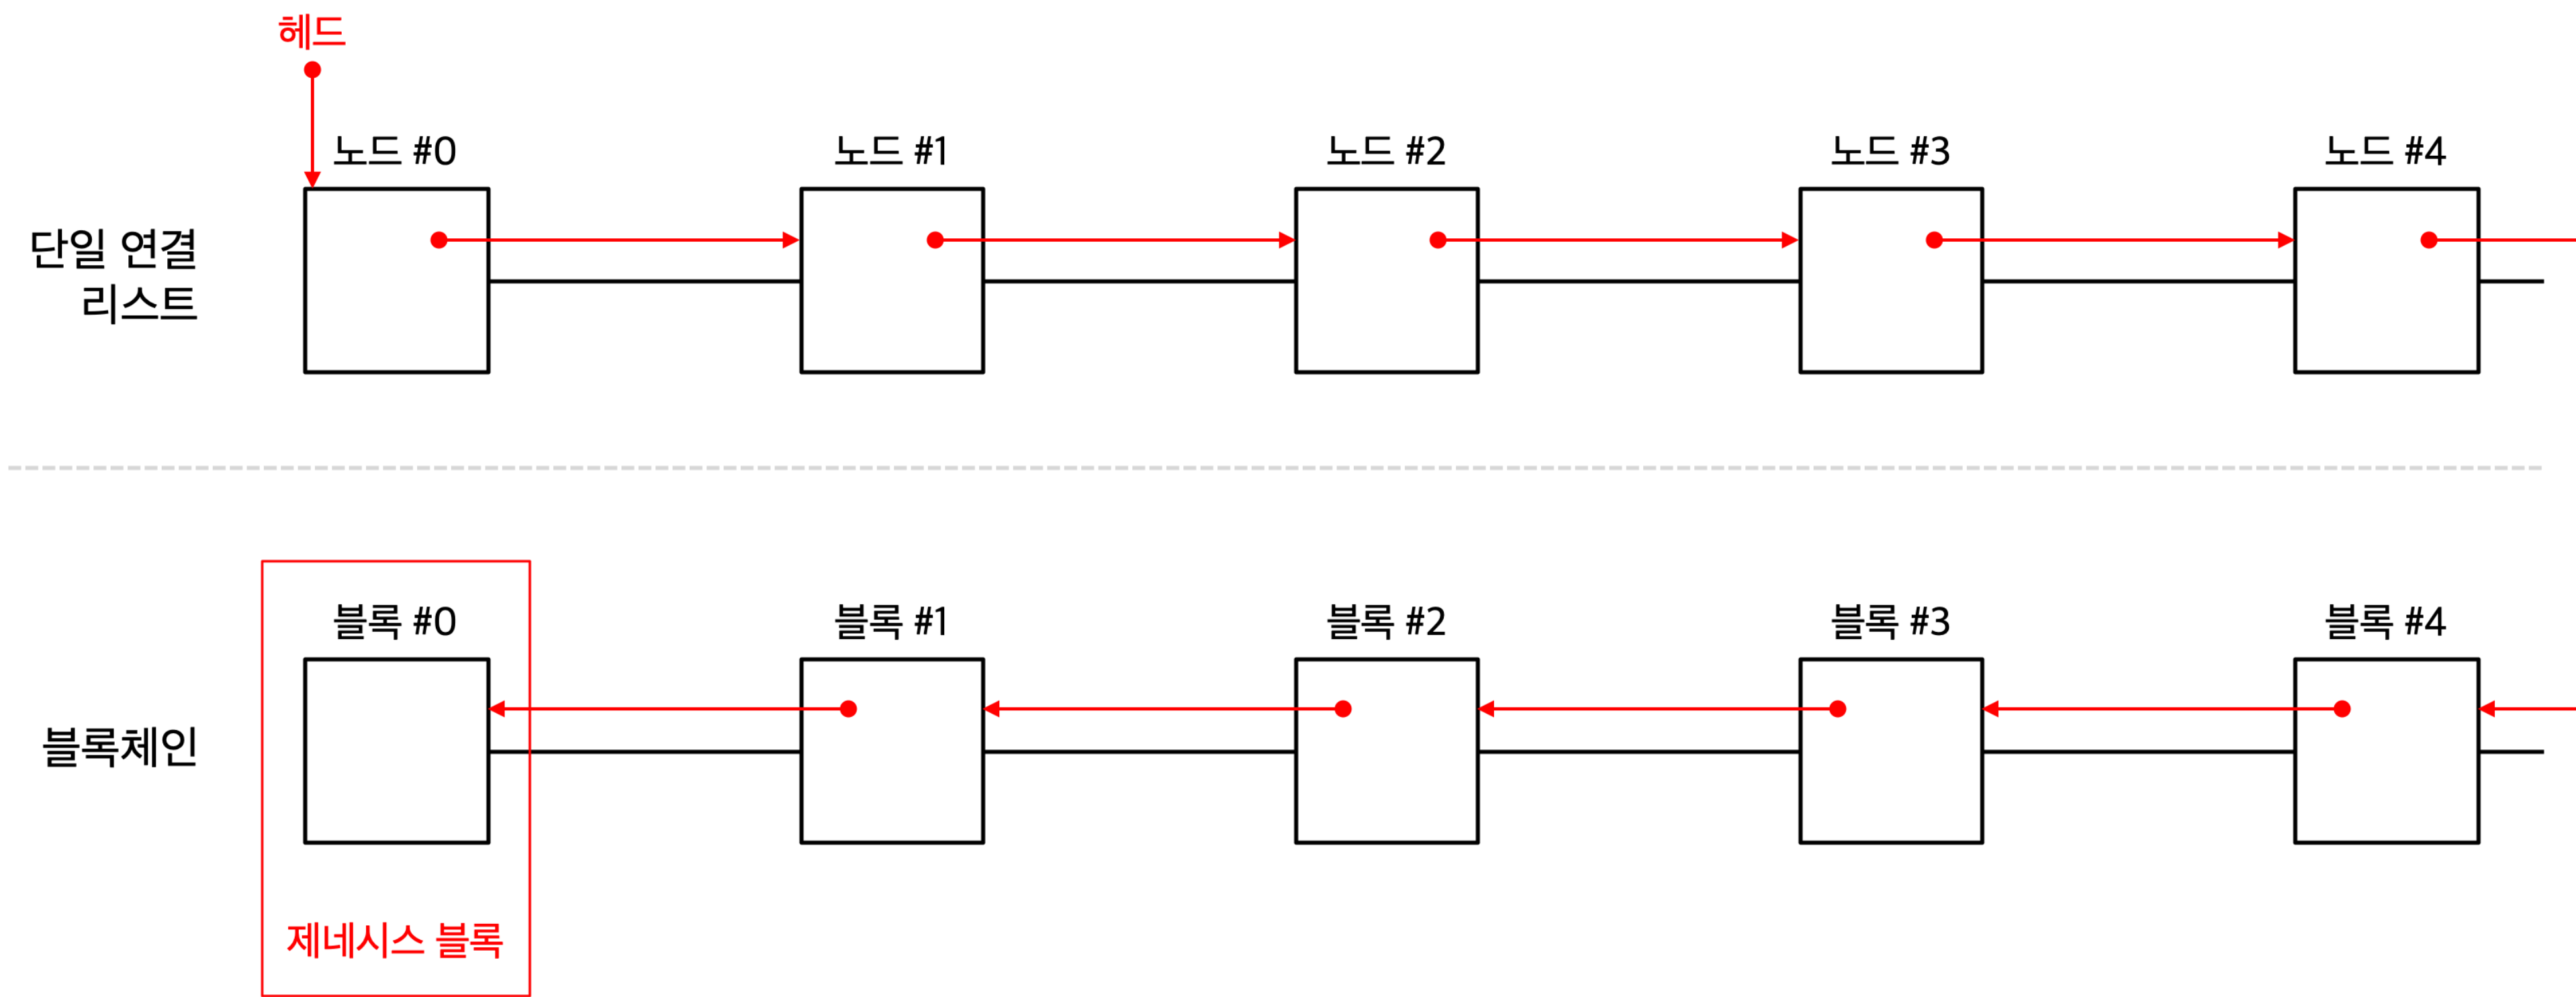 헤드
노드 #0
노드 #1
노드 #2
노드 #3
노드 #4
단일 연결
리스트
블록 #0
블록 #1
블록 #2
블록 #3
블록 #4
블록체인
제네시스 블록